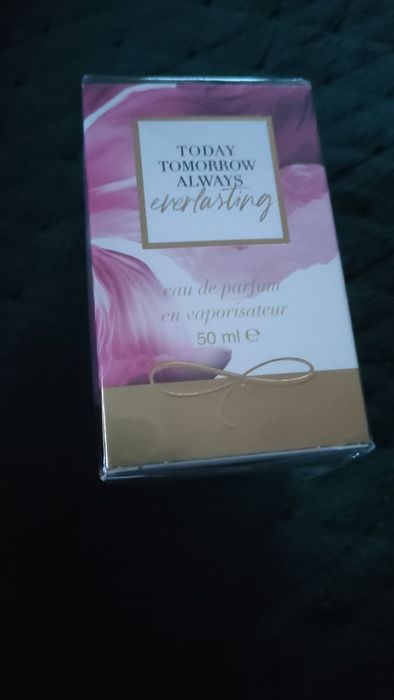 TODAY
TOMORROW
ALWAYS
everlasting
eau de parfum
en vaporisateur
50 ml ℮